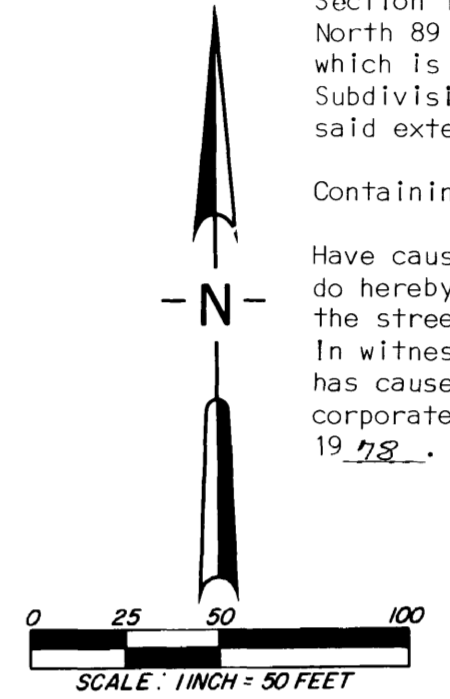 North 89
which is
Subdivisi
said exte
Containin
Have caus
do hereby
the stree
In witnes
has cause
corporate
19 78 .
- N -
0 25 50 100
SCALE: 1 INCH = 50 FEET